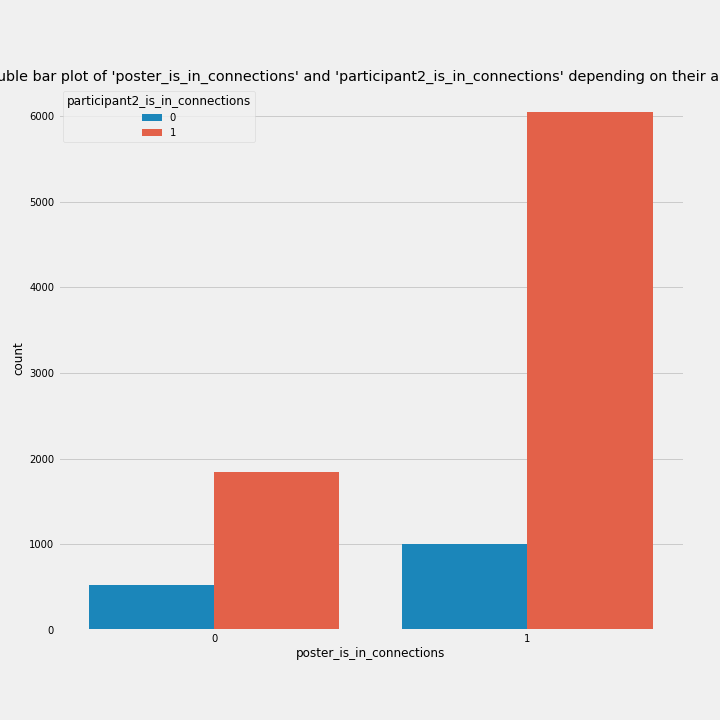 uble bar plot of 'poster_is_in_connections' and 'participant2_is_in_connections' depending on their a
participant2_is_in_connections
0
1
6000
5000
4000
3000
2000
1000
0
count
0 1
poster_is_in_connections